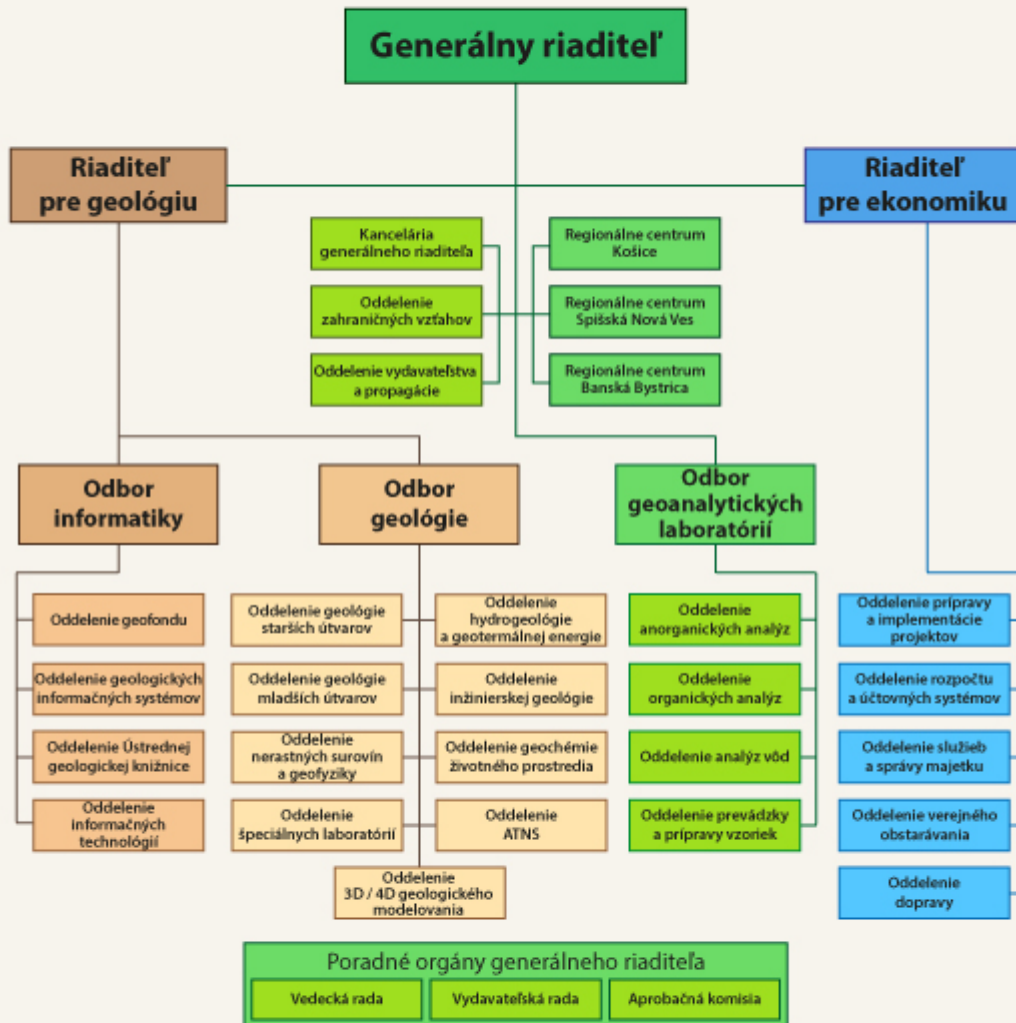 Generálny riaditeľ
Riaditeľ
pre geológiu
Riaditeľ
pre ekonomiku
Kancelária
generálneho riaditeľa
Regionálne centrum
Košice
Oddelenie
zahraničných vzťahov
Regionálne centrum
Spišská Nová Ves
Oddelenie vydavateľstva
a propagácie
Regionálne centrum
Banská Bystrica
Odbor
informatiky
Odbor
geológie
Odbor
geoanalytických
laboratórií
Oddelenie geofondu
Oddelenie geologických
informačných systémov
Oddelenie Ústrednej
geologickej knižnice
Oddelenie
informačných
technológií
Oddelenie geológie
starších útvarov
Oddelenie
hydrogeológie
a geotermálnej energie
Oddelenie geológie
mladších útvarov
Oddelenie
inžinierskej geológie
Oddelenie
nerastných surovín
a geofyziky
Oddelenie geochémie
životného prostredia
Oddelenie
špeciálnych laboratórií
Oddelenie
ATNS
Oddelenie
3D / 4D geologického
modelovania
Oddelenie
anorganických analýz
Oddelenie
organických analýz
Oddelenie analýz vôd
Oddelenie prevádzky
a prípravy vzoriek
Oddelenie prípravy
a implementácie
projektov
Oddelenie rozpočtu
a účtovných systémov
Oddelenie služieb
a správy majetku
Oddelenie verejného
obstarávania
Oddelenie
dopravy
Poradné orgány generálneho riaditeľa
Vedecká rada
Vydavateľská rada
Aprobačná komisia